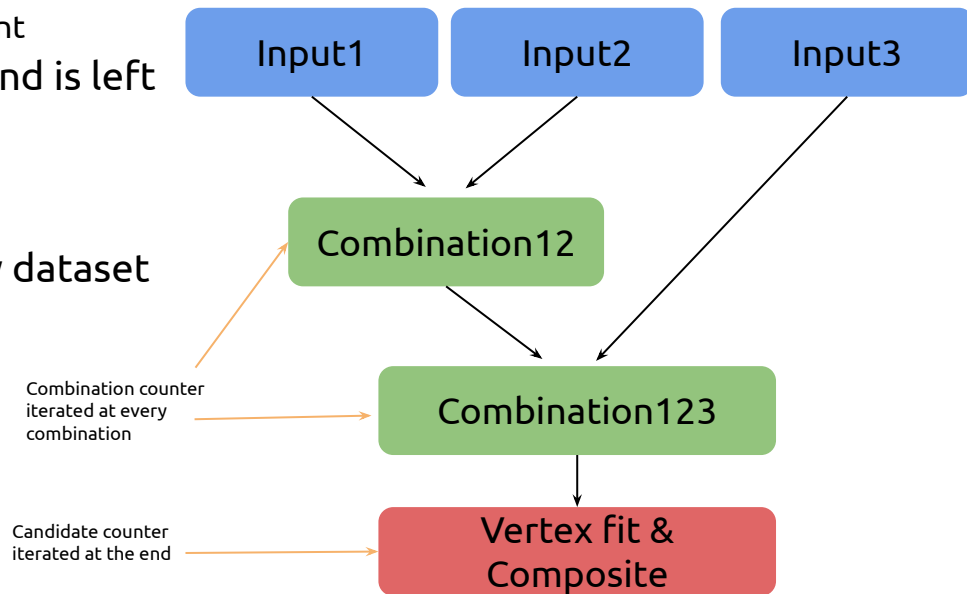 nt
nd is left
Input1
Input2
Input3
Combination12
dataset
Combination counter
iterated at every
combination
Combination123
Candidate counter
iterated at the end
Vertex fit &
Composite